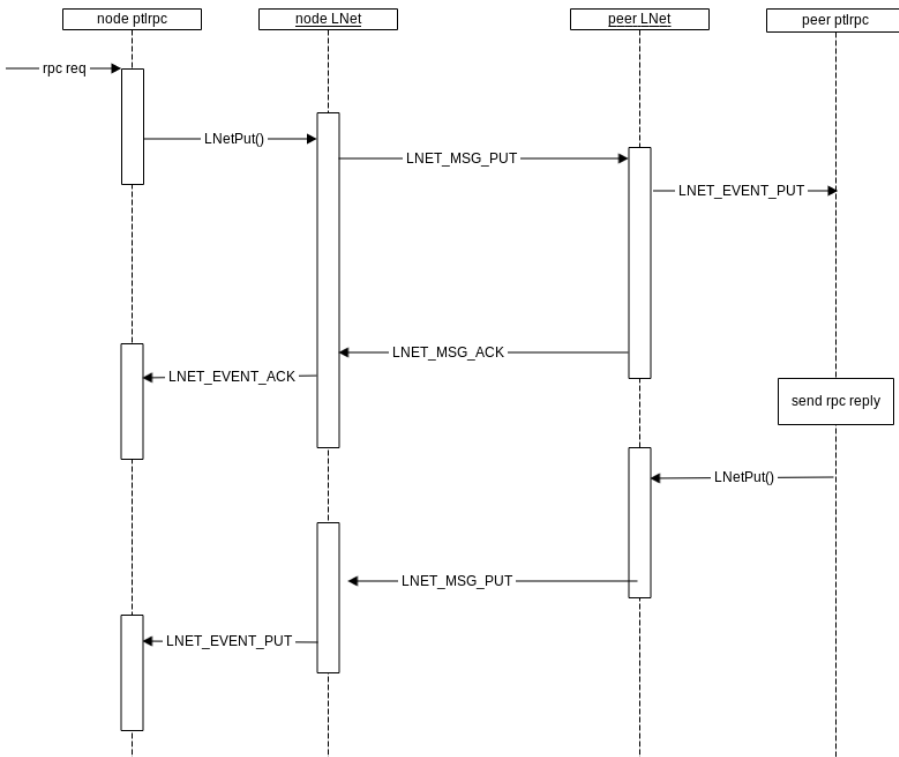 node ptlrpc
node LNet
peer LNet
peer ptlrpc
rpc req
LNetPut()
LNET_MSG_PUT
LNET_EVENT_PUT
LNET_MSG_ACK
LNET_EVENT_ACK
send rpc reply
LNetPut()
LNET_MSG_PUT
LNET_EVENT_PUT